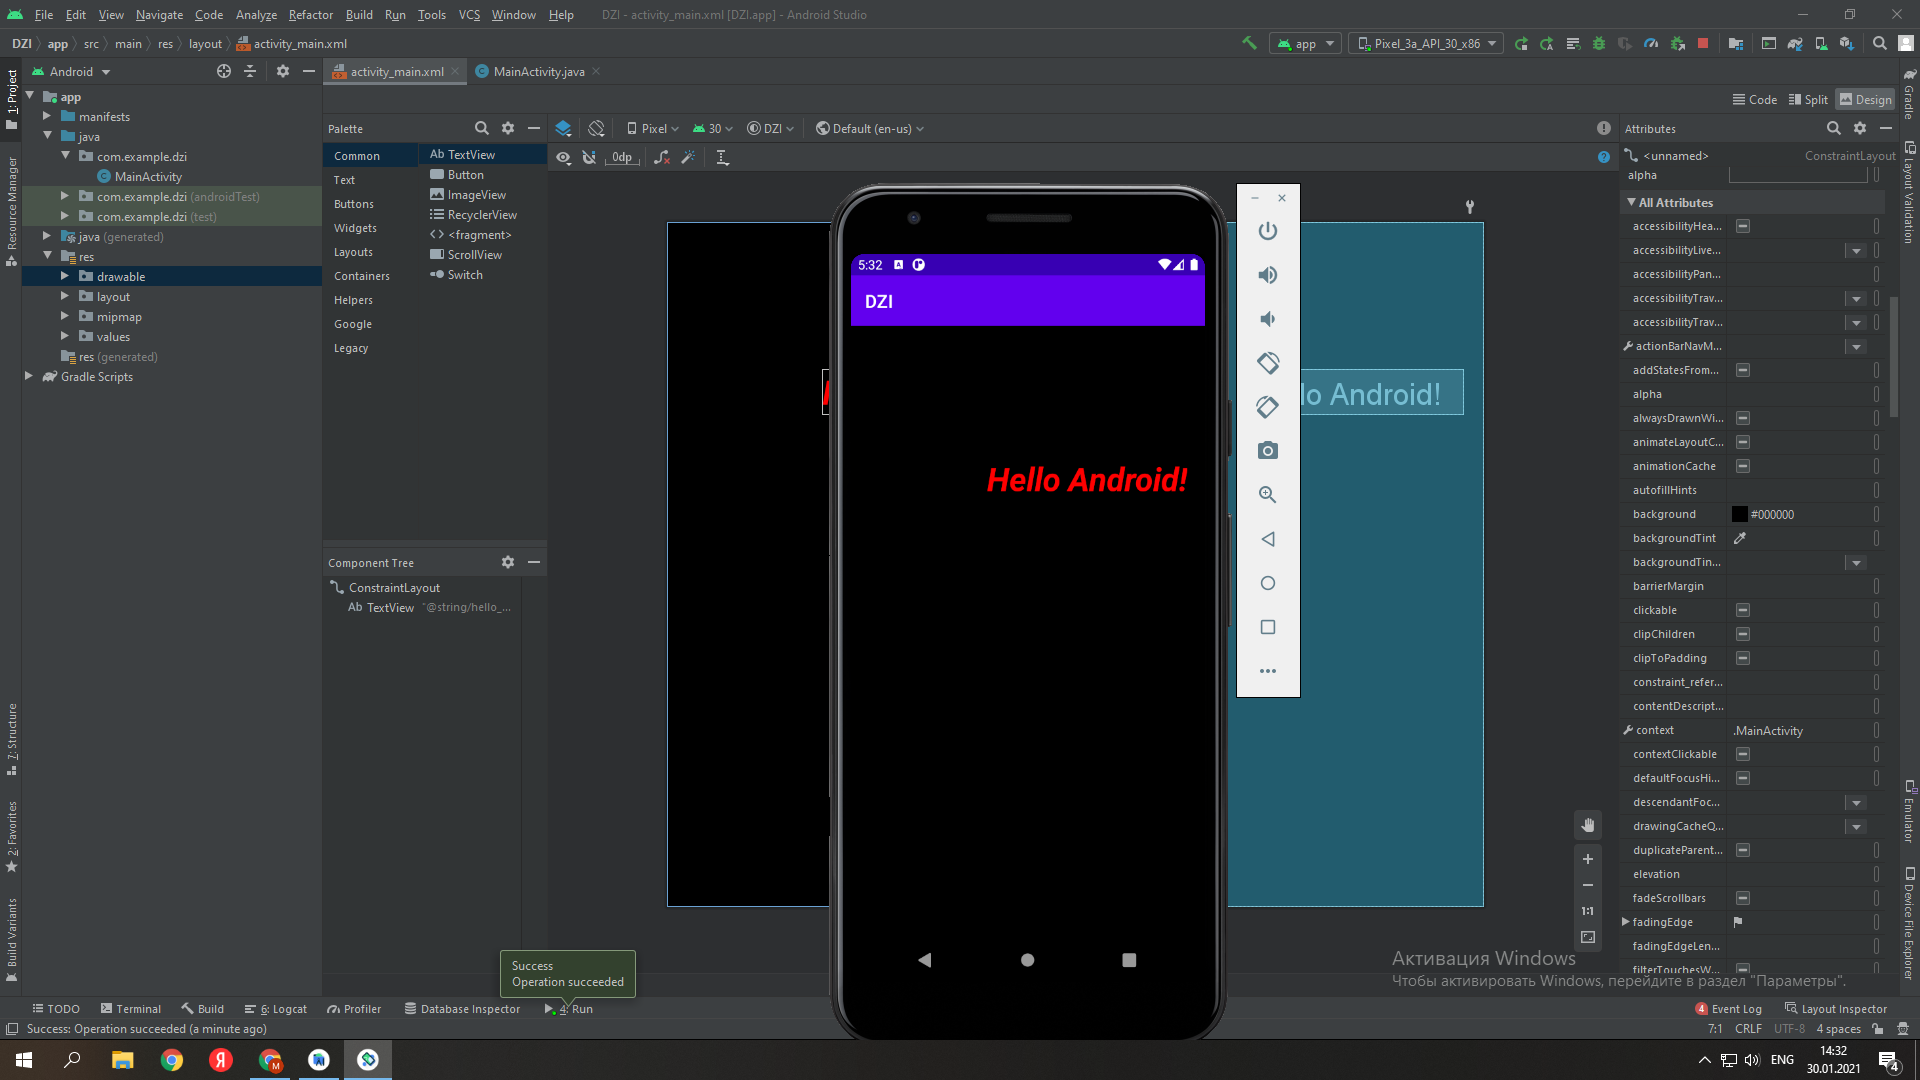 File Edit View Navigate Code Analyze Refactor Build Run Tools VCS Window Help DZI - activity_main.xml [DZI.app] - Android Studio
DZI app src main res layout activity_main.xml
app Pixel_3a_API_30_x86
Android
activity_main.xml
MainActivity.java
Code Split Design
1: Project
Resource Manager
7: Structure
2: Favorites
Build Variants
app
manifests
java
com.example.dzi
MainActivity
com.example.dzi (androidTest)
com.example.dzi (test)
java (generated)
res
drawable
layout
mipmap
values
res (generated)
Gradle Scripts
Palette
Common
Text
Buttons
Widgets
Layouts
Containers
Helpers
Google
Legacy
Ab TextView
Button
ImageView
RecyclerView
<fragment>
ScrollView
Switch
Component Tree
ConstraintLayout
Ab TextView "@string/hello_...
Pixel 30 DZI Default (en-us)
0dp
5:32
DZI
Hello Android!
lo Android!
1:1
Attributes
<unnamed> ConstraintLayout
alpha
All Attributes
accessibilityHea...
accessibilityLive...
accessibilityPan...
accessibilityTrav...
accessibilityTrav...
actionBarNavM...
addStatesFrom...
alpha
alwaysDrawnWi...
animateLayoutC...
animationCache
autofillHints
background #000000
backgroundTint
backgroundTin...
barrierMargin
clickable
clipChildren
clipToPadding
constraint_refer...
contentDescript...
context .MainActivity
contextClickable
defaultFocusHi...
descendantFoc...
drawingCacheQ...
duplicateParent...
elevation
fadeScrollbars
fadingEdge
fadingEdgeLen...
filterTouchesW...
Gradle
Layout Validation
Emulator
Device File Explorer
Активация Windows
Чтобы активировать Windows, перейдите в раздел "Параметры".
Success
Operation succeeded
TODO Terminal Build 6: Logcat Profiler Database Inspector 4: Run 4 Event Log Layout Inspector
Success: Operation succeeded (a minute ago) 7:1 CRLF UTF-8 4 spaces
ENG
14:32
30.01.2021
4